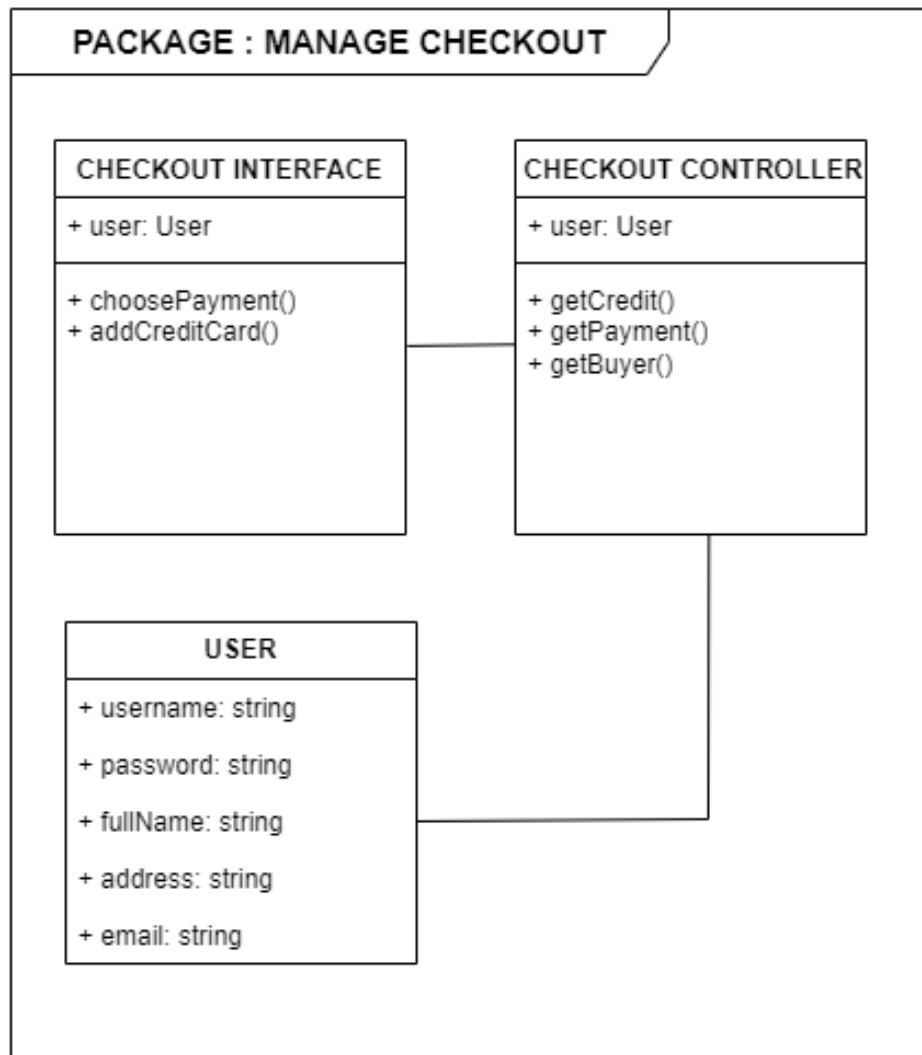 PACKAGE : MANAGE CHECKOUT
CHECKOUT INTERFACE
+ user: User
+ choosePayment()
+ addCreditCard()
CHECKOUT CONTROLLER
+ user: User
+ getCredit()
+ getPayment()
+ getBuyer()
USER
+ username: string
+ password: string
+ fullName: string
+ address: string
+ email: string